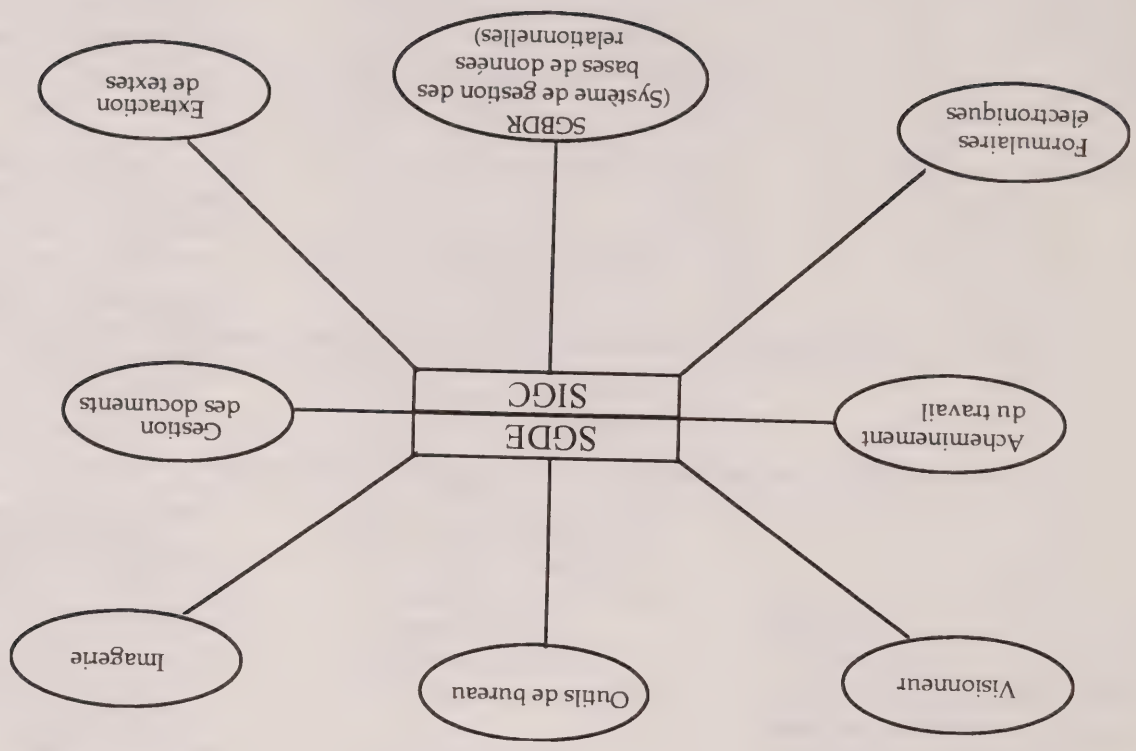 Visionneur
Outils de bureau
Imagerie
Acheminement
du travail
SGDE
SIGC
Gestion
des documents
Formulaires
électroniques
SGBDR
(Système de gestion des
bases de données
relationnelles)
Extraction
de textes